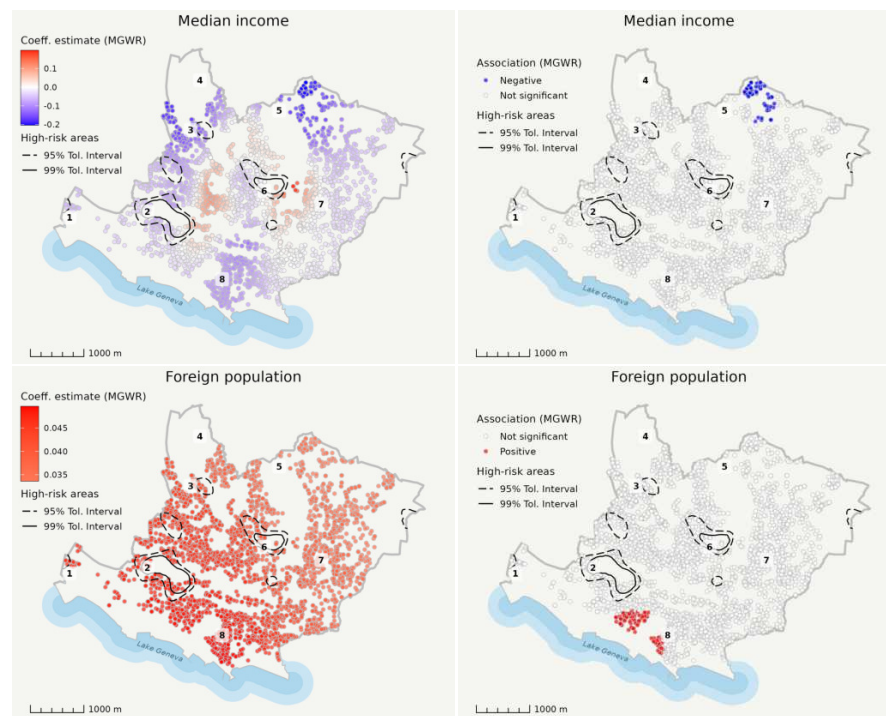 Median income
Coeff. estimate (MGWR)
0.1
0.0
-0.1
-0.2
High-risk areas
95% Tol. Interval
99% Tol. Interval
4
5
3
6
1
2
7
8
Lake Geneva
1000 m
Median income
Association (MGWR)
Negative
Not significant
High-risk areas
95% Tol. Interval
99% Tol. Interval
4
5
3
6
1
2
7
8
Lake Geneva
1000 m
Foreign population
Coeff. estimate (MGWR)
0.045
0.040
0.035
High-risk areas
95% Tol. Interval
99% Tol. Interval
4
5
3
6
1
2
7
8
Lake Geneva
1000 m
Foreign population
Association (MGWR)
Not significant
Positive
High-risk areas
95% Tol. Interval
99% Tol. Interval
4
5
3
6
1
2
7
8
Lake Geneva
1000 m